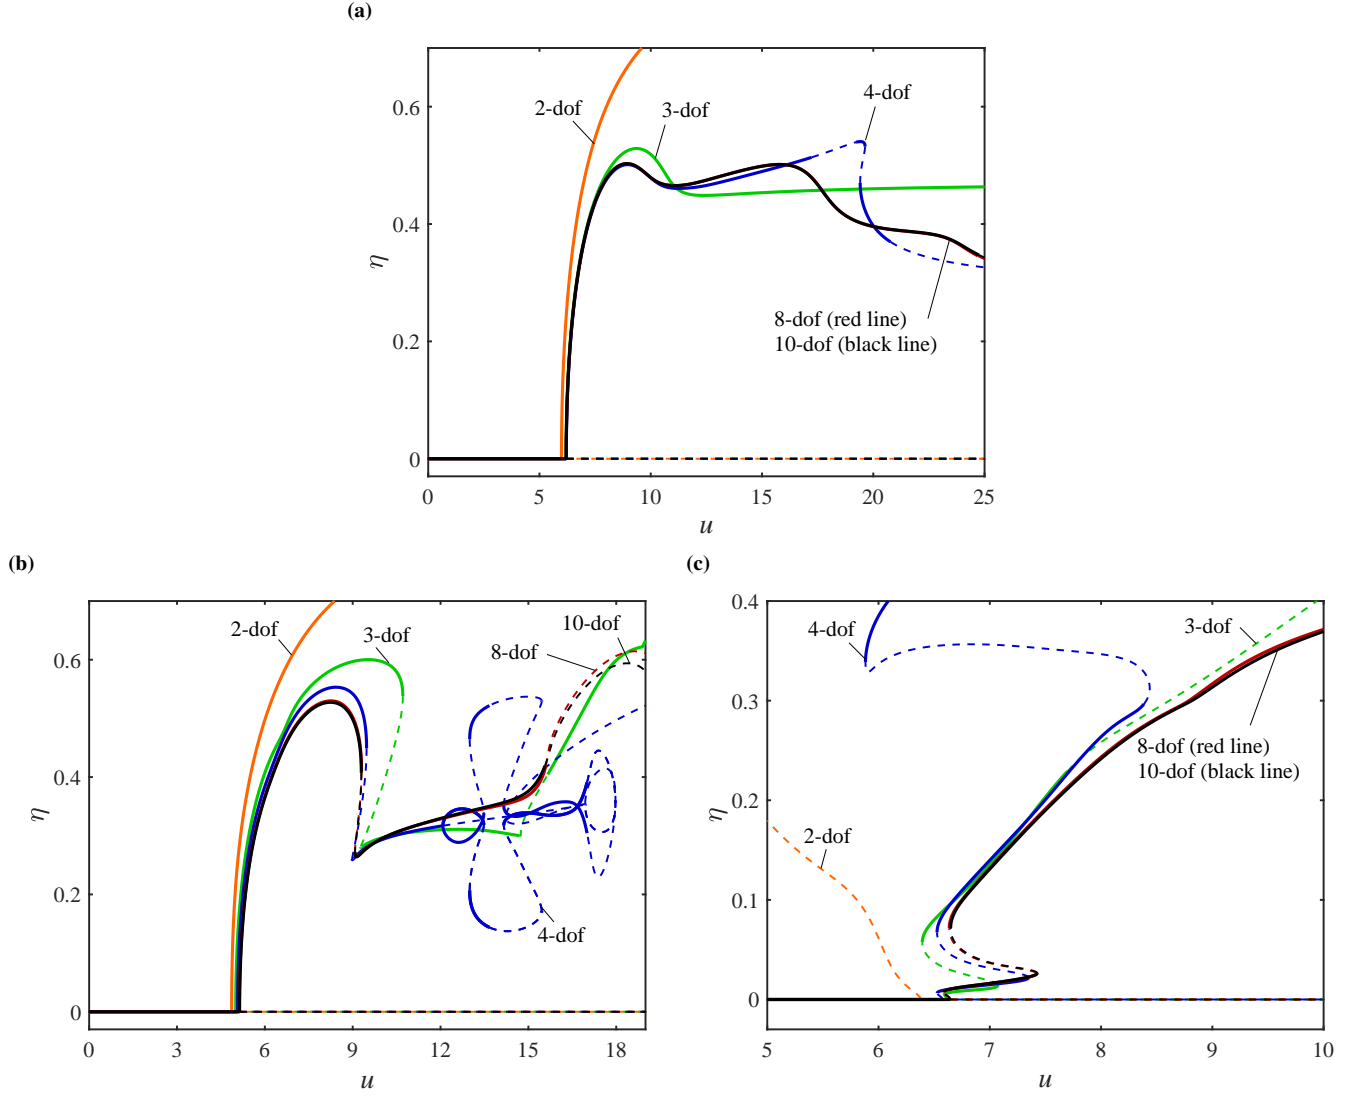 (a)
0.6
0.4
0.2
0
η
2-dof
3-dof
4-dof
8-dof (red line)
10-dof (black line)
0 5 10 15 20 25
u
(b)
0.6
0.4
0.2
0
η
2-dof
3-dof
8-dof
10-dof
4-dof
0 3 6 9 12 15 18
u
(c)
0.4
0.3
0.2
0.1
0
η
4-dof
3-dof
2-dof
8-dof (red line)
10-dof (black line)
5 6 7 8 9 10
u